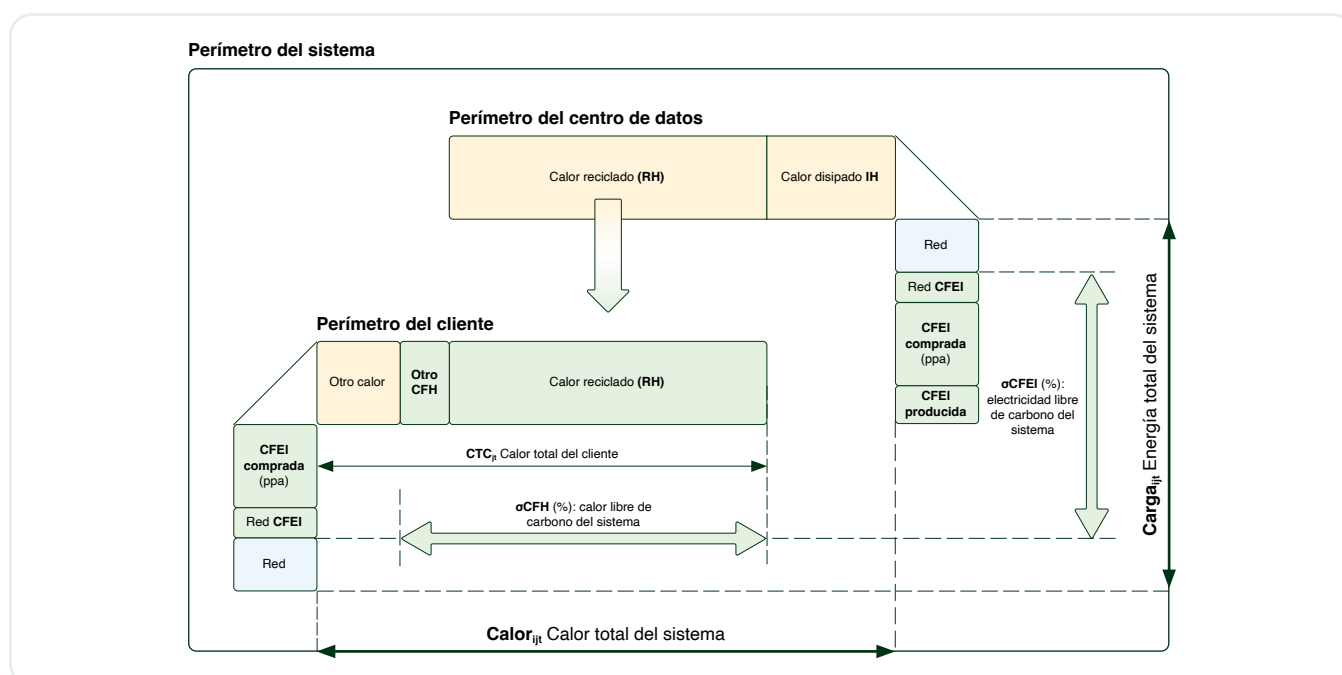 Perímetro del sistema
Perímetro del centro de datos
Calor reciclado (RH)
Calor disipado IH
Red
Red CFEI
CFEI
comprada
(ppa)
CFEI
producida
σCFEI (%):
electricidad libre
de carbono del
sistema
Carga ijt Energía total del sistema
Perímetro del cliente
Otro calor
Otro
CFH
Calor reciclado (RH)
CFEI
comprada
(ppa)
Red CFEI
Red
CTC jt Calor total del cliente
σCFH (%): calor libre de
carbono del sistema
Calor ijt Calor total del sistema